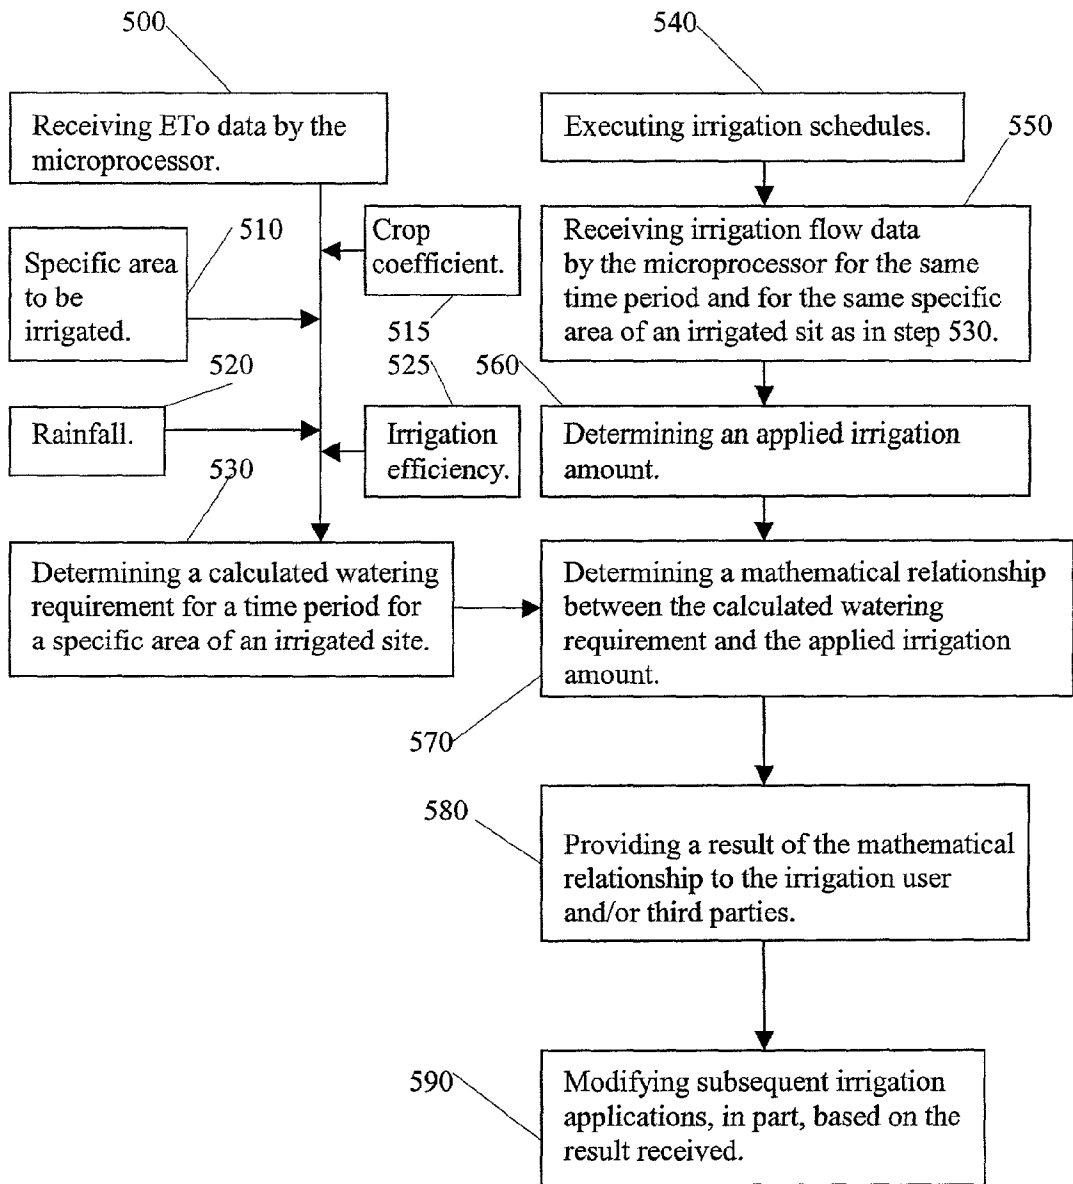 500
540
Receiving ETo data by the
microprocessor.
Executing irrigation schedules.
550
510
Specific area
to be
irrigated.
Crop
coefficient.
515
Receiving irrigation flow data
by the microprocessor for the same
time period and for the same specific
area of an irrigated sit as in step 530.
520
525
560
Rainfall.
Irrigation
efficiency.
Determining an applied irrigation
amount.
530
Determining a calculated watering
requirement for a time period for
a specific area of an irrigated site.
Determining a mathematical relationship
between the calculated watering
requirement and the applied irrigation
amount.
570
580
Providing a result of the mathematical
relationship to the irrigation user
and/or third parties.
590
Modifying subsequent irrigation
applications, in part, based on the
result received.